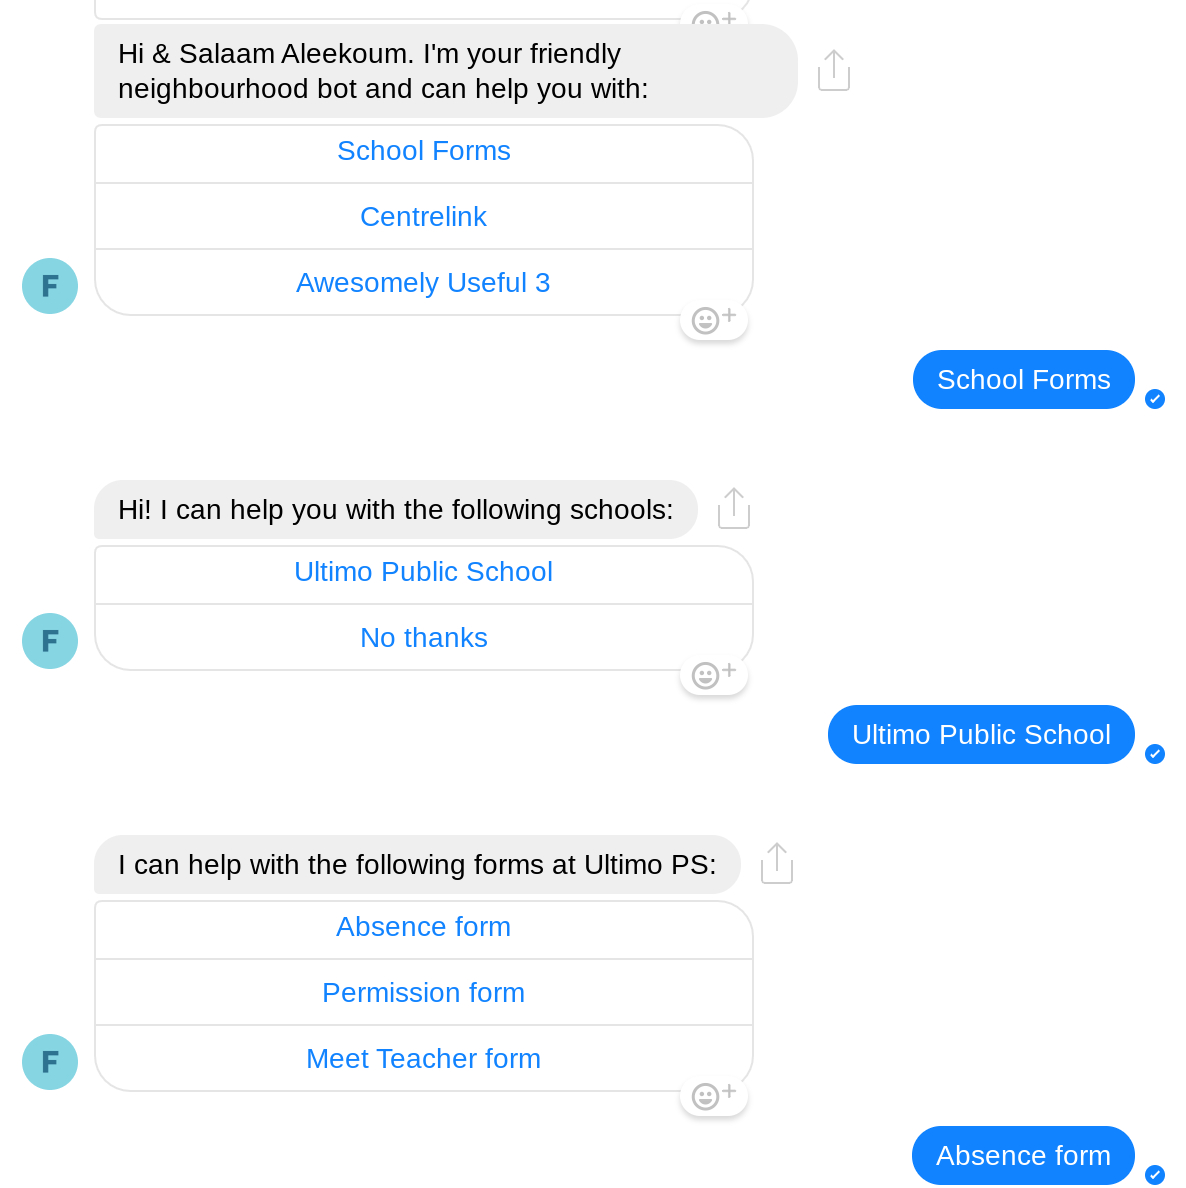 Hi & Salaam Aleekoum. I'm your friendly
neighbourhood bot and can help you with:
School Forms
Centrelink
Awesomely Useful 3
F
School Forms
Hi! I can help you with the following schools:
Ultimo Public School
No thanks
F
Ultimo Public School
I can help with the following forms at Ultimo PS:
Absence form
Permission form
Meet Teacher form
F
Absence form